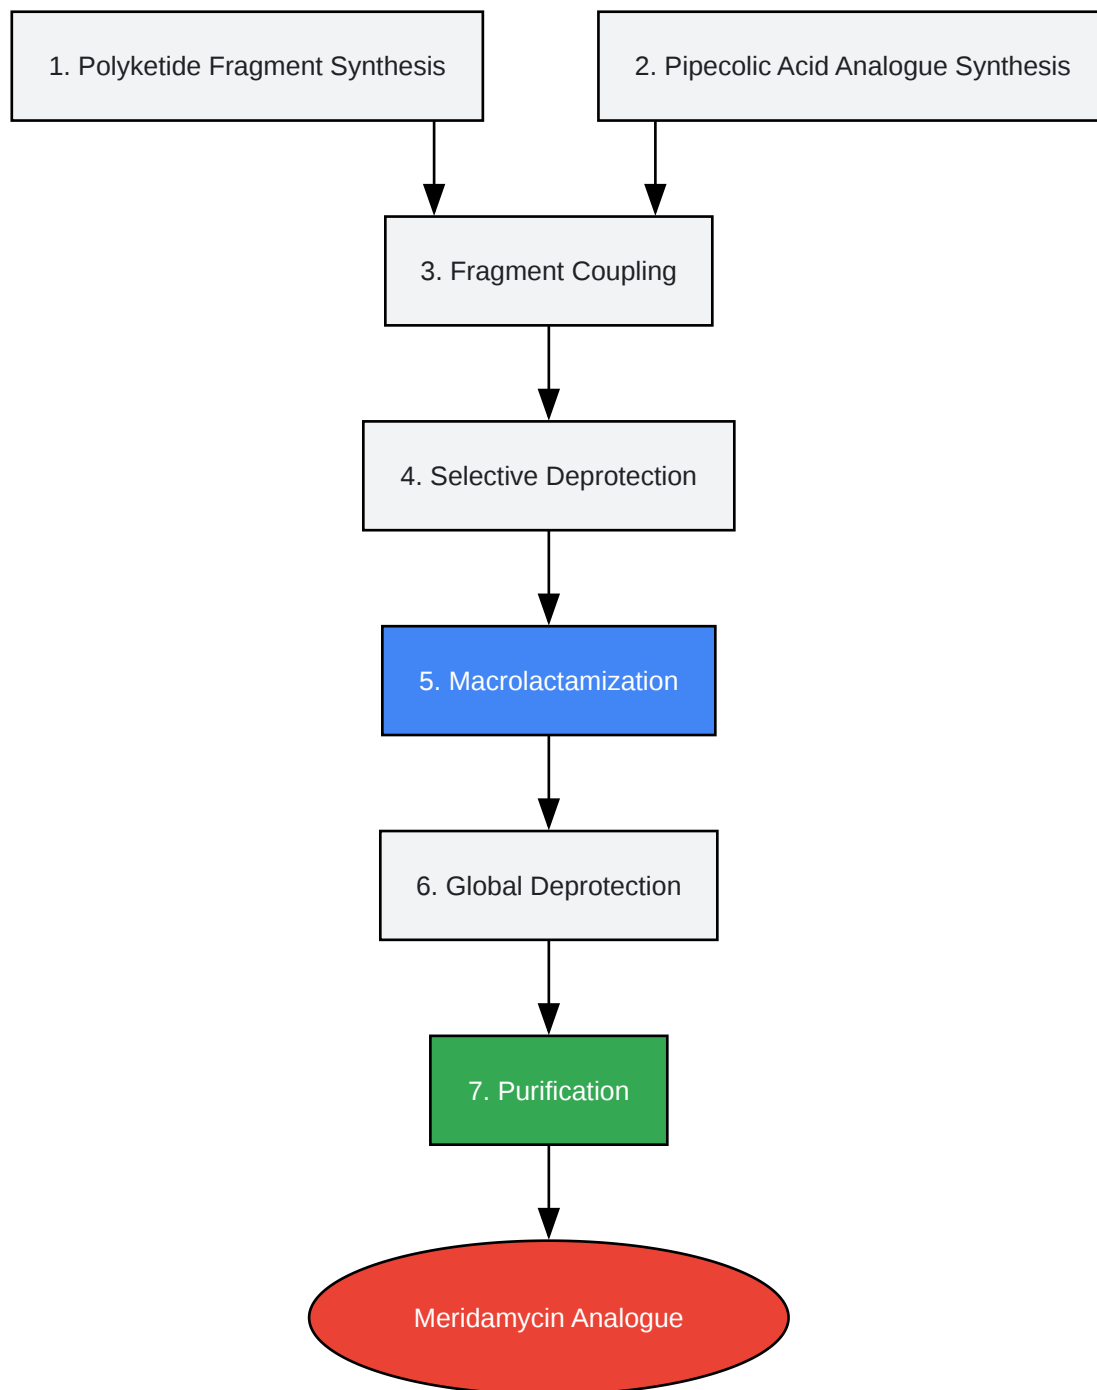 1. Polyketide Fragment Synthesis
2. Pipecolic Acid Analogue Synthesis
3. Fragment Coupling
4. Selective Deprotection
5. Macrolactamization
6. Global Deprotection
7. Purification
Meridamycin Analogue